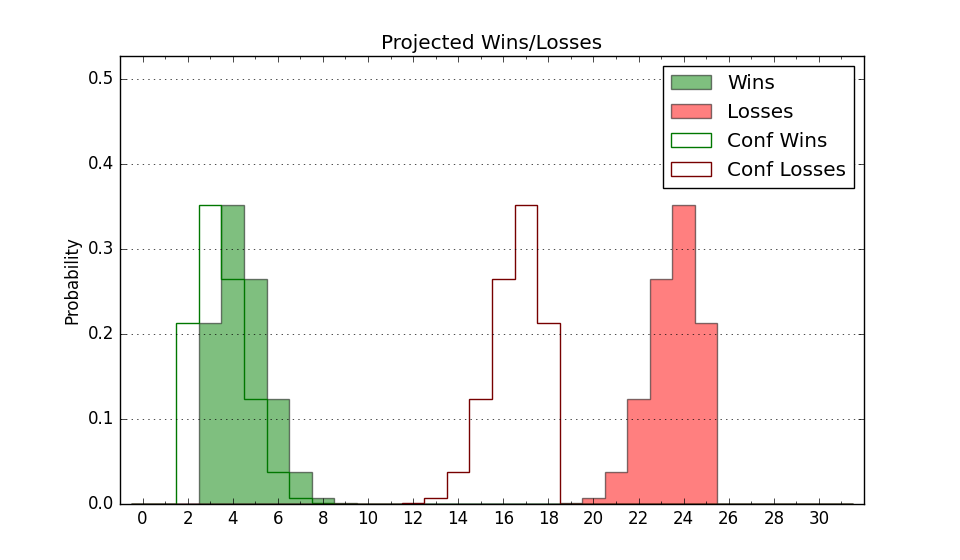 Projected Wins/Losses
0.5
0.4
0.3
0.2
0.1
0.0
Probability
Wins
Losses
Conf Wins
Conf Losses
0 2 4 6 8 10 12 14 16 18 20 22 24 26 28 30